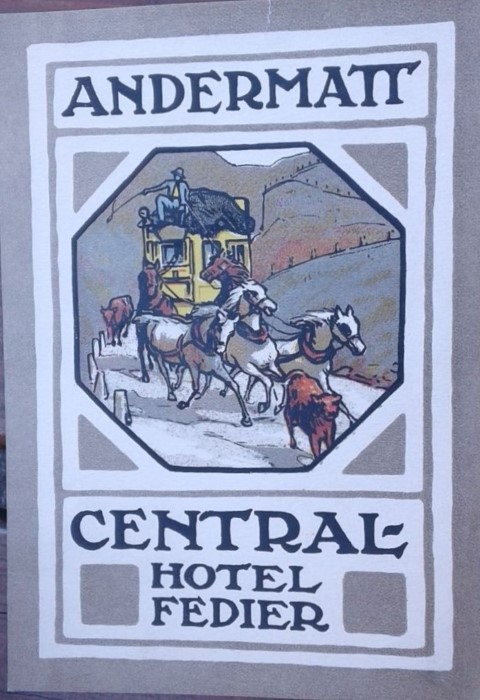 ANDERMATT
CENTRAL-
HOTEL
FEDIER